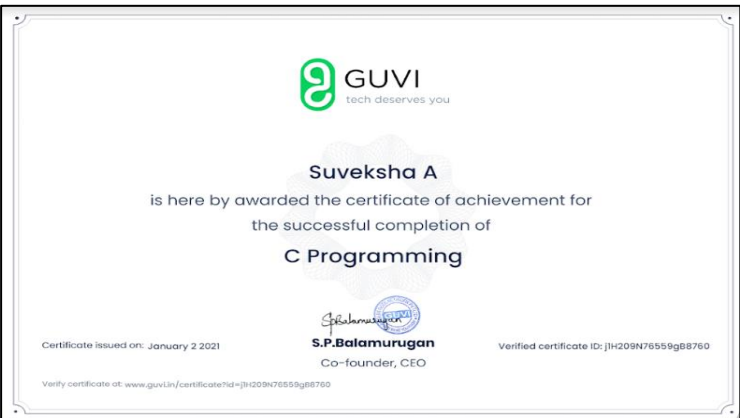 GUVI
tech deserves you
Suveksha A
is here by awarded the certificate of achievement for
the successful completion of
C Programming
SpBalamurugan
GUVI
S.P.Balamurugan
Co-founder, CEO
Certificate issued on: January 2 2021
Verified certificate ID: j1H209N76559gB8760
Verify certificate at: www.guvi.in/certificate?id=j1H209N76559gB8760